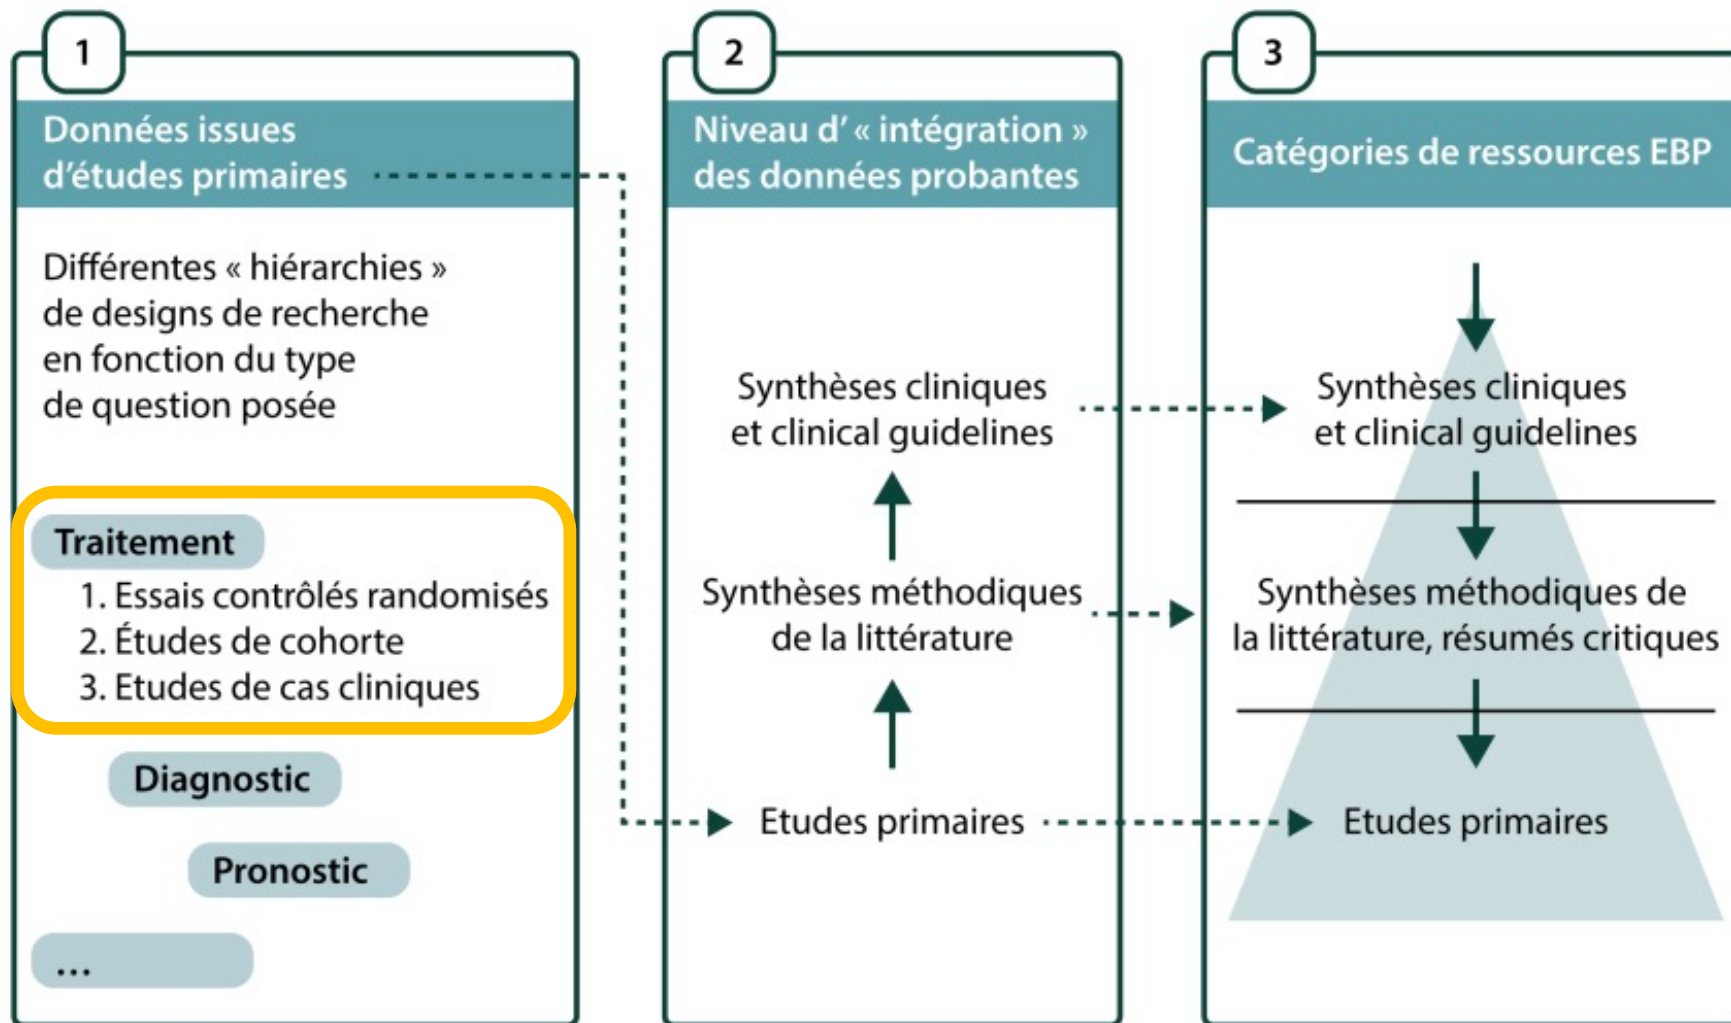 1
Données issues
d'études primaires
Différentes « hiérarchies »
de designs de recherche
en fonction du type
de question posée
Traitement
1. Essais contrôlés randomisés
2. Études de cohorte
3. Etudes de cas cliniques
Diagnostic
Pronostic
...
2
Niveau d' « intégration »
des données probantes
Synthèses cliniques
et clinical guidelines
Synthèses méthodiques
de la littérature
Etudes primaires
3
Catégories de ressources EBP
Synthèses cliniques
et clinical guidelines
Synthèses méthodiques de
la littérature, résumés critiques
Etudes primaires